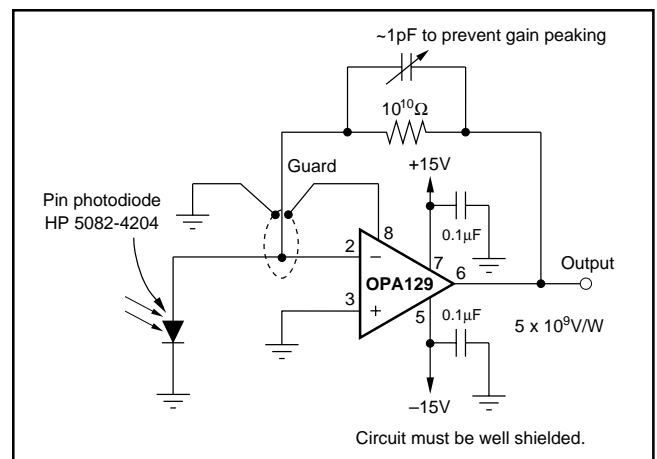 ~1pF to prevent gain peaking
10¹⁰Ω
Guard
+15V
Pin photodiode
HP 5082-4204
0.1µF
8
2
–
7
6
OPA129
Output
3
+
5
0.1µF
5 x 10⁹V/W
–15V
Circuit must be well shielded.